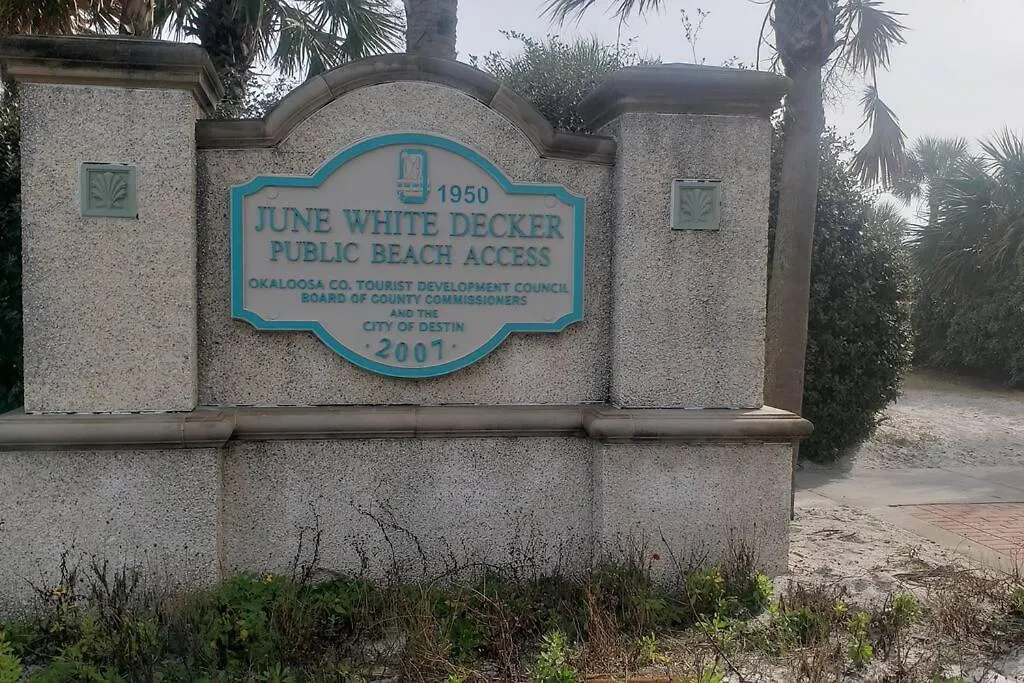 1950
JUNE WHITE DECKER
PUBLIC BEACH ACCESS
OKALOOSA CO. TOURIST DEVELOPMENT COUNCIL
BOARD OF COUNTY COMMISSIONERS
AND THE
CITY OF DESTIN
· 2007 ·